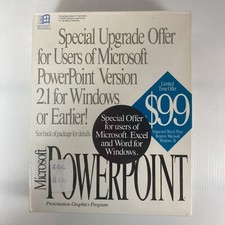 Special Upgrade Offer
for Users of Microsoft
PowerPoint Version
2.1 for Windows
or Earlier!
See back of package for details.
Limited
Time Offer
$99
Special Offer
for users of
Microsoft Excel
and Word for
Windows.
Microsoft
POWERPOINT
Presentation Graphics Program